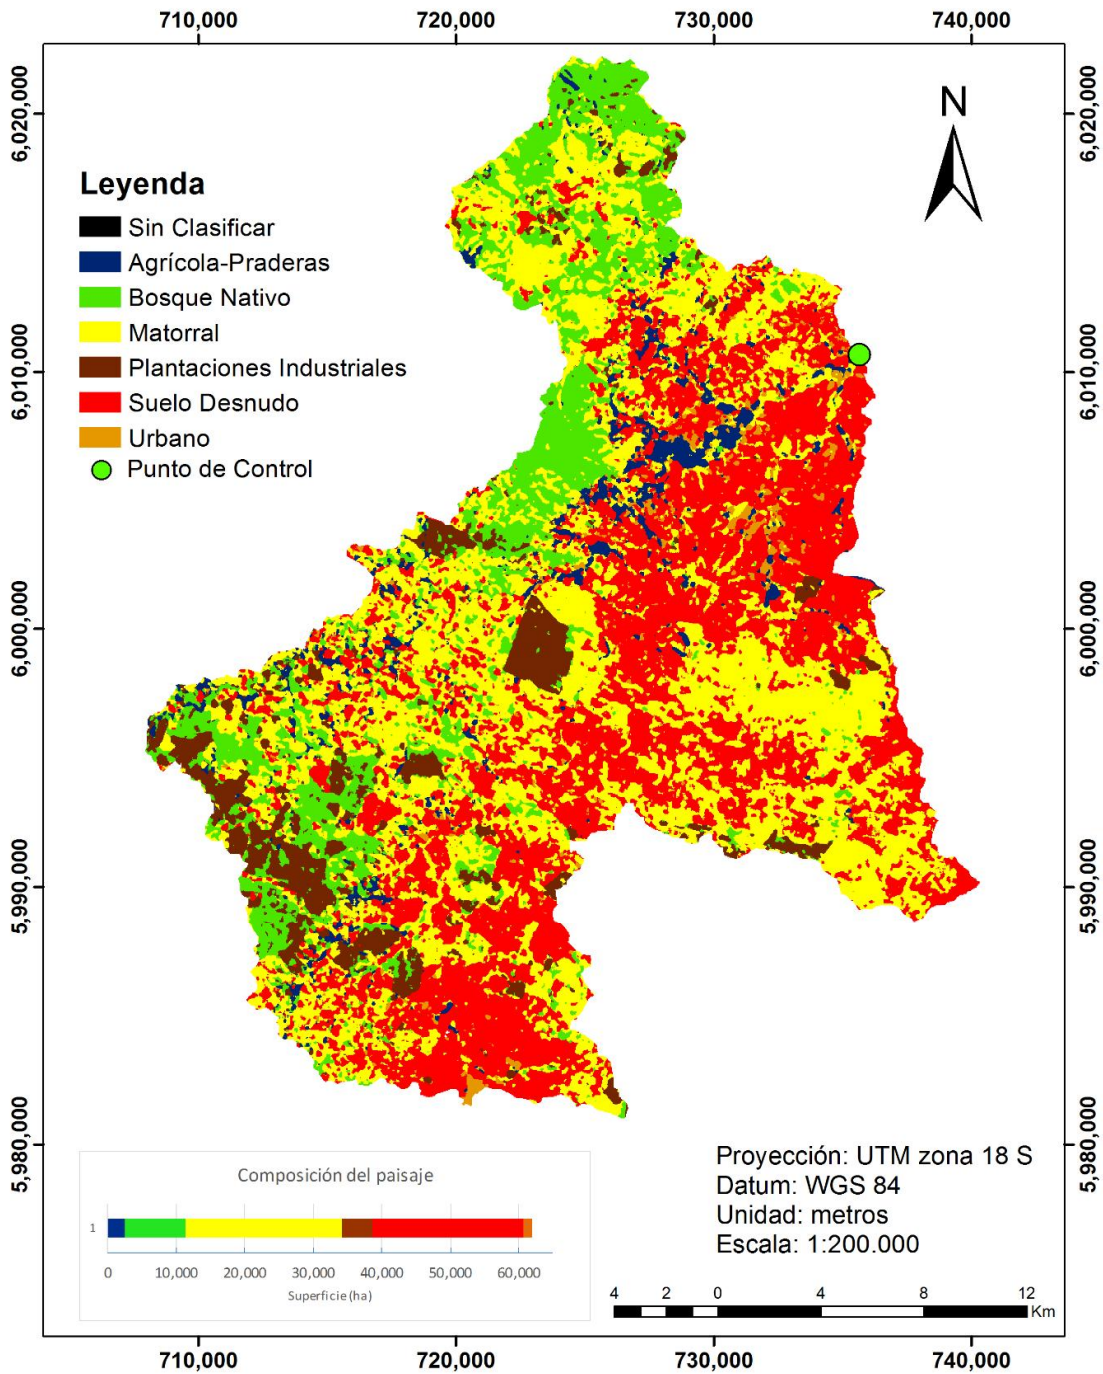 710,000 720,000 730,000 740,000
6,020,000 6,020,000
N
Leyenda
Sin Clasificar
Agrícola-Praderas
Bosque Nativo
Matorral
Plantaciones Industriales
Suelo Desnudo
Urbano
Punto de Control
6,010,000 6,010,000
6,000,000 6,000,000
5,990,000 5,990,000
5,980,000 5,980,000
Composición del paisaje
1
0 10,000 20,000 30,000 40,000 50,000 60,000
Superficie (ha)
Proyección: UTM zona 18 S
Datum: WGS 84
Unidad: metros
Escala: 1:200.000
4 2 0 4 8 12
Km
710,000 720,000 730,000 740,000